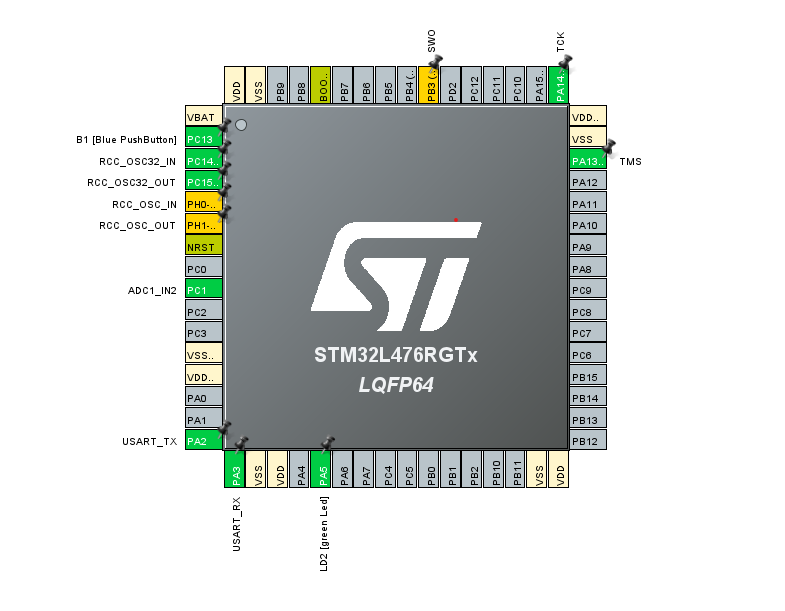 SWO
TCK
VDD
VSS
PB9
PB8
BOO..
PB7
PB6
PB5
PB4 (..
PB3 (..
PD2
PC12
PC11
PC10
PA15..
PA14..
VBAT
B1 [Blue PushButton] PC13
RCC_OSC32_IN PC14..
RCC_OSC32_OUT PC15..
RCC_OSC_IN PH0-..
RCC_OSC_OUT PH1-..
NRST
PC0
ADC1_IN2 PC1
PC2
PC3
VSS..
VDD..
PA0
PA1
USART_TX PA2
ST
STM32L476RGTx
LQFP64
VDD..
VSS
PA13.. TMS
PA12
PA11
PA10
PA9
PA8
PC9
PC8
PC7
PC6
PB15
PB14
PB13
PB12
PA3
VSS
VDD
PA4
PA5
PA6
PA7
PC4
PC5
PB0
PB1
PB2
PB10
PB11
VSS
VDD
USART_RX
LD2 [green Led]